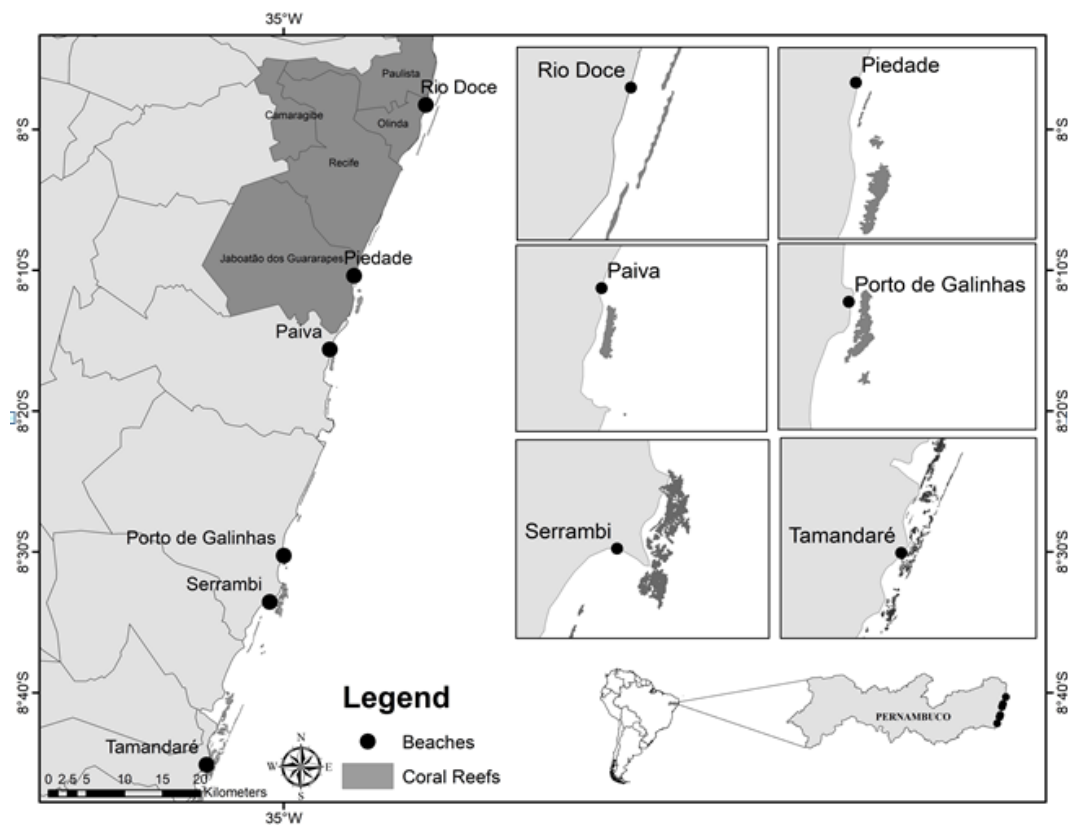 35°W
Paulista
Rio Doce
Camaragibe
Olinda
Recife
Jaboatão dos Guararapes
Piedade
Paiva
Porto de Galinhas
Serrambi
Tamandaré
8°S
8°10'S
8°20'S
8°30'S
8°40'S
Legend
Beaches
Coral Reefs
N
W E
S
0 2.5 5 10 15 20
Kilometers
35°W
Rio Doce
Piedade
Paiva
Porto de Galinhas
Serrambi
Tamandaré
PERNAMBUCO
8°S
8°10'S
8°20'S
8°30'S
8°40'S